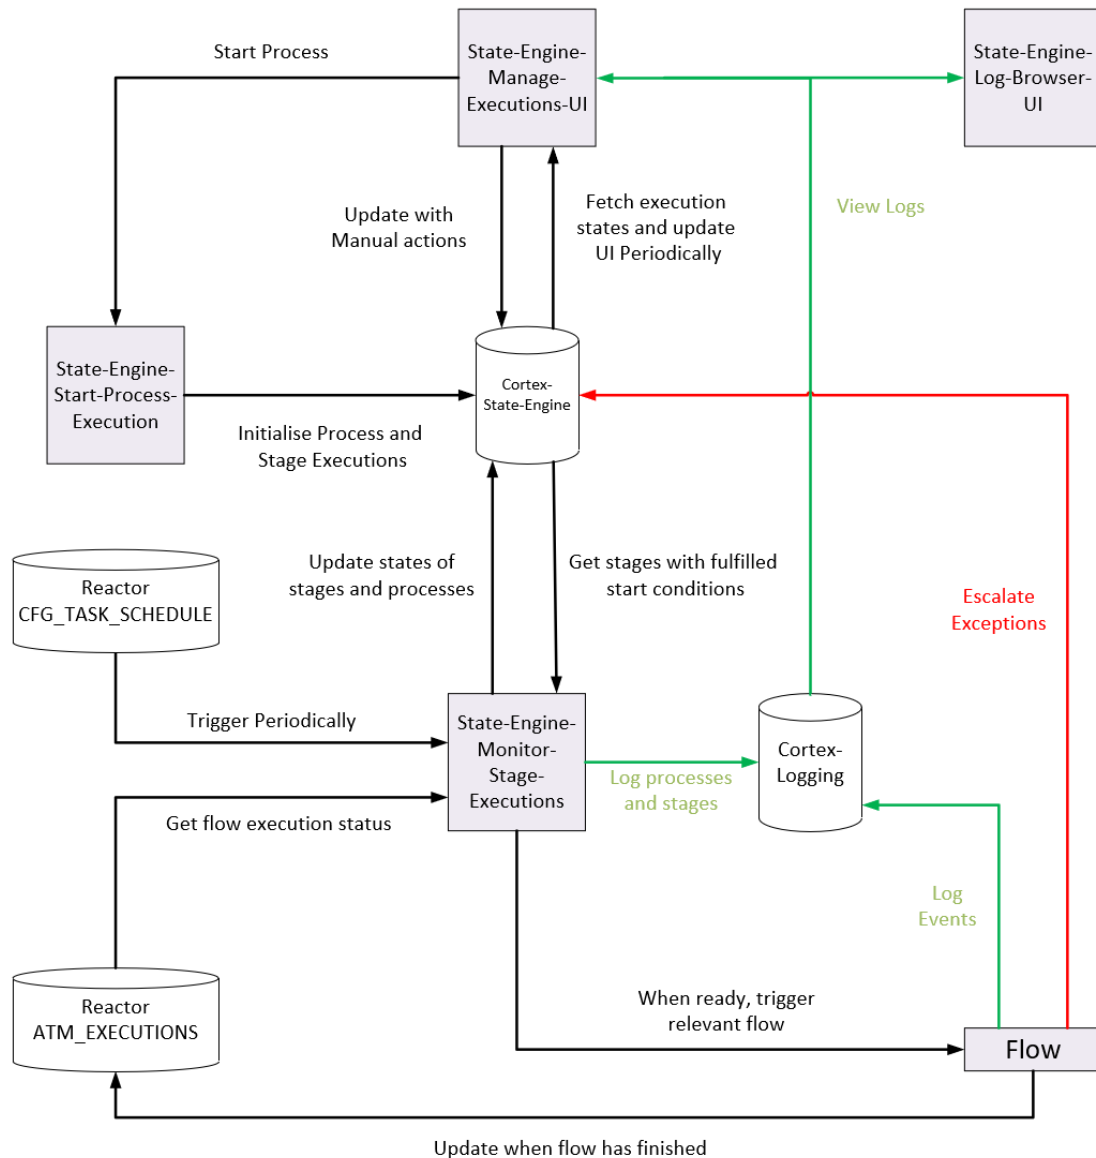 Start Process
State-Engine-
Manage-
Executions-UI
State-Engine-
Log-Browser-
UI
Update with
Manual actions
Fetch execution
states and update
UI Periodically
View Logs
State-Engine-
Start-Process-
Execution
Cortex-
State-Engine
Initialise Process and
Stage Executions
Update states of
stages and processes
Get stages with fulfilled
start conditions
Reactor
CFG_TASK_SCHEDULE
Escalate
Exceptions
Trigger Periodically
State-Engine-
Monitor-
Stage-
Executions
Log processes
and stages
Cortex-
Logging
Get flow execution status
Log
Events
Reactor
ATM_EXECUTIONS
When ready, trigger
relevant flow
Flow
Update when flow has finished